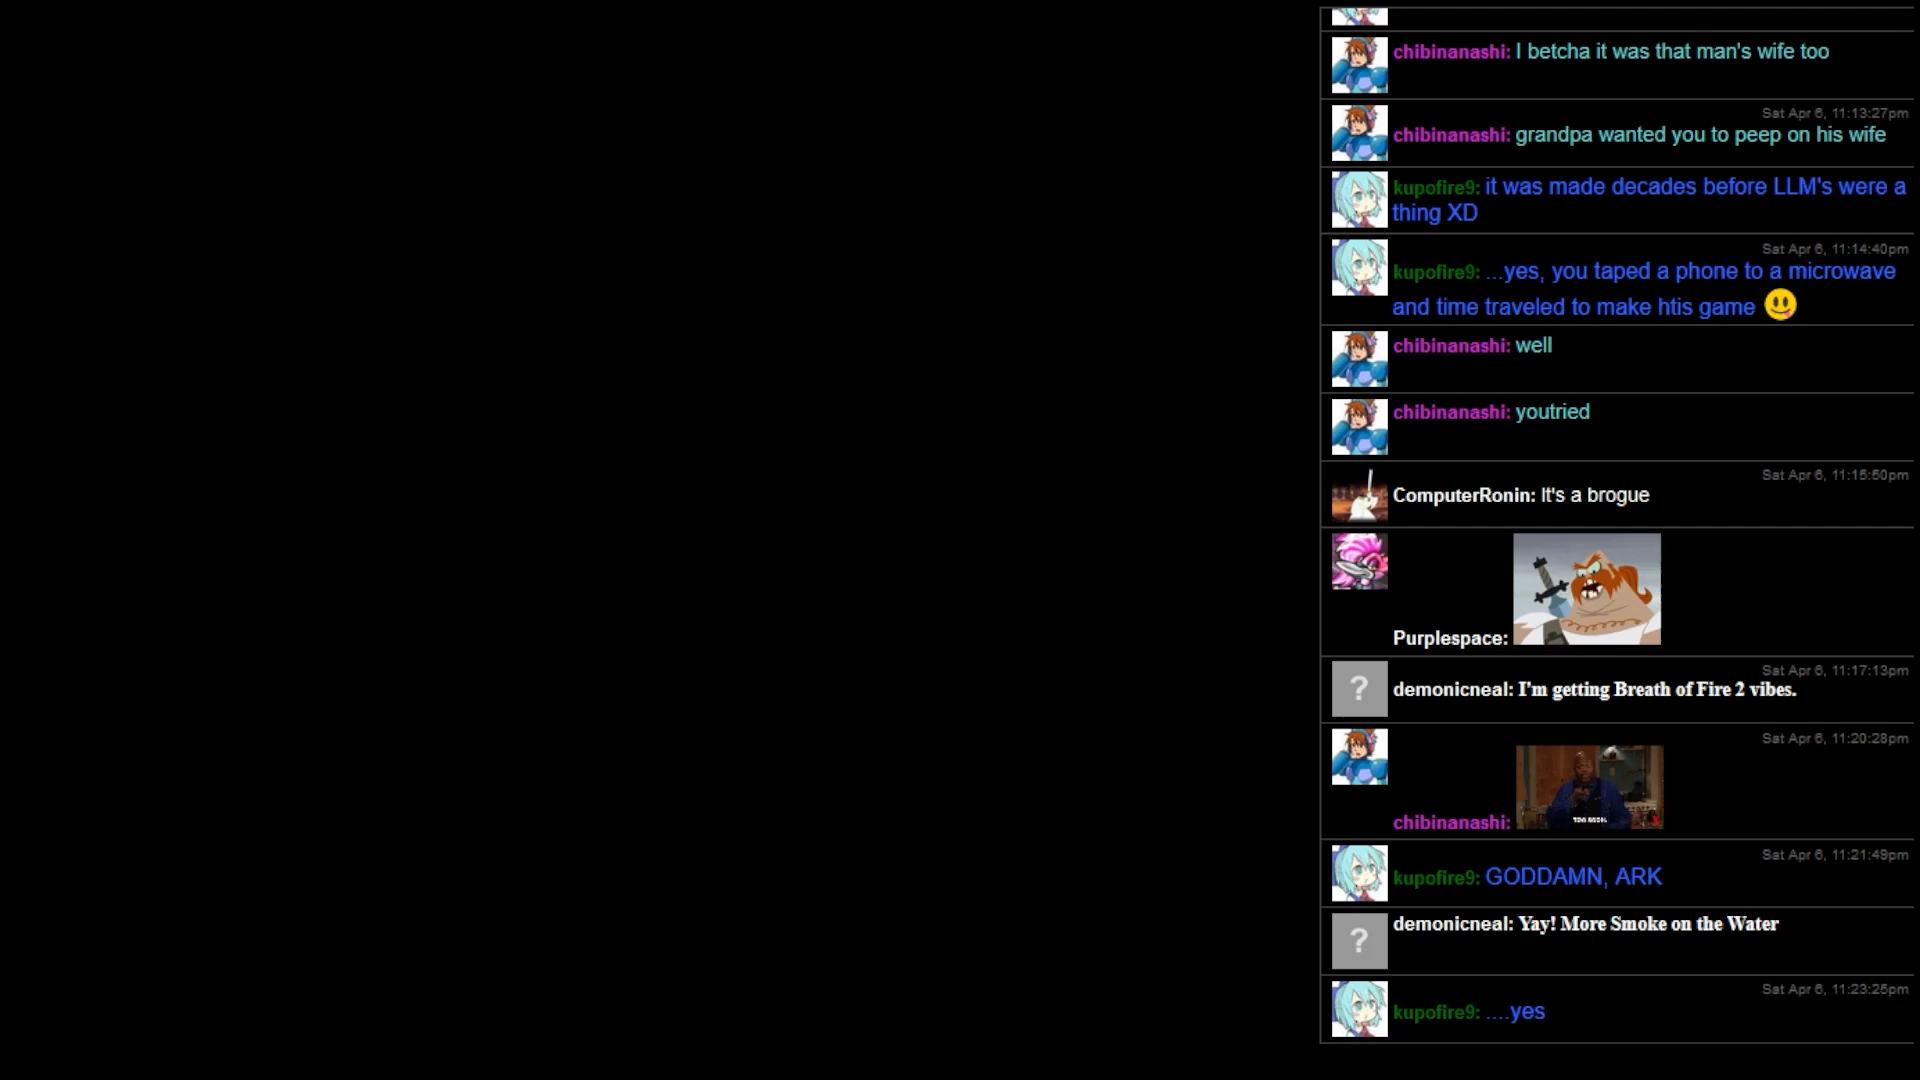 chibinanashi: I betcha it was that man's wife too
Sat Apr 6, 11:13:27pm
chibinanashi: grandpa wanted you to peep on his wife
kupofire9: it was made decades before LLM's were a
thing XD
Sat Apr 6, 11:14:40pm
kupofire9: ...yes, you taped a phone to a microwave
and time traveled to make htis game
chibinanashi: well
chibinanashi: youtried
Sat Apr 6, 11:15:50pm
ComputerRonin: It's a brogue
Purplespace:
Sat Apr 6, 11:17:13pm
?
demonicneal: I'm getting Breath of Fire 2 vibes.
Sat Apr 6, 11:20:28pm
TOO SOON.
chibinanashi:
Sat Apr 6, 11:21:49pm
kupofire9: GODDAMN, ARK
?
demonicneal: Yay! More Smoke on the Water
Sat Apr 6, 11:23:25pm
kupofire9: ....yes